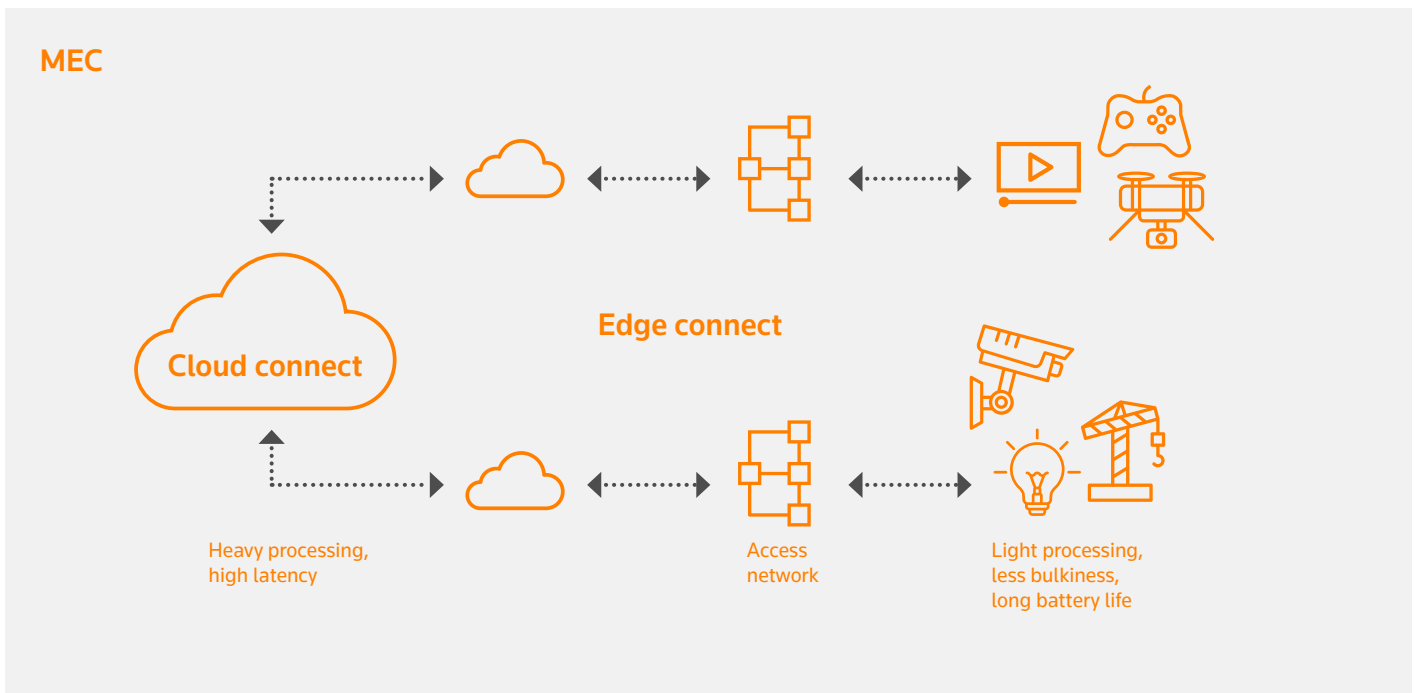 MEC
Edge connect
Cloud connect
Heavy processing,
high latency
Access
network
Light processing,
less bulkiness,
long battery life